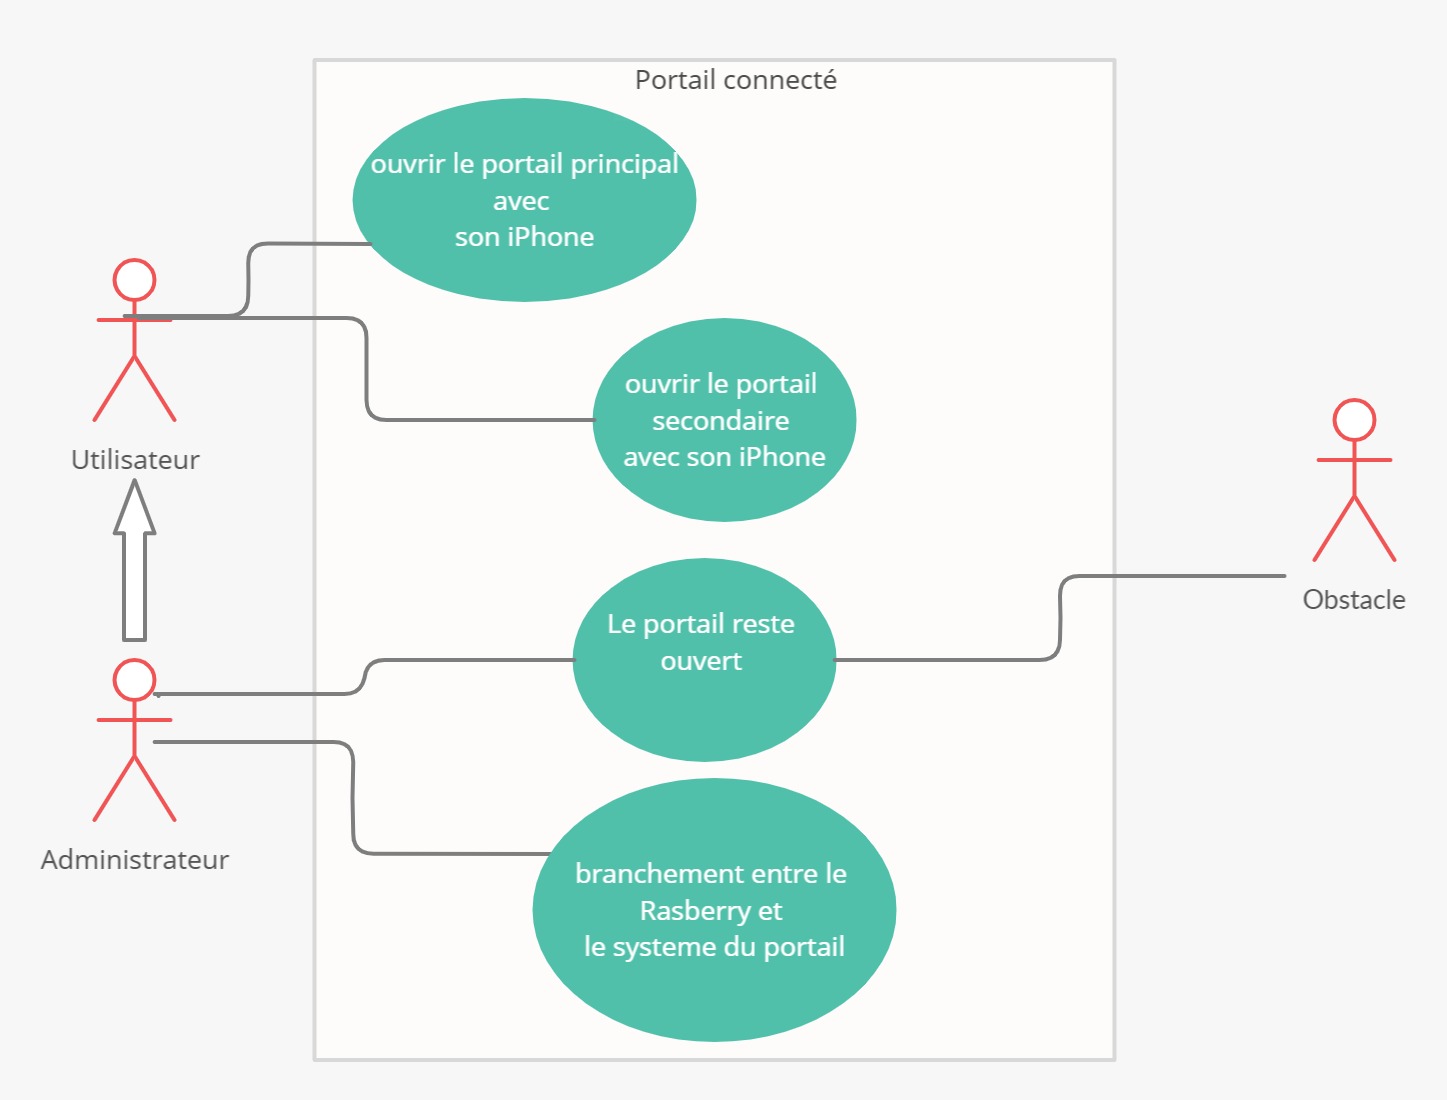 Portail connecté
ouvrir le portail principal
avec
son iPhone
Utilisateur
ouvrir le portail
secondaire
avec son iPhone
Obstacle
Le portail reste
ouvert
Administrateur
branchement entre le
Rasberry et
le systeme du portail